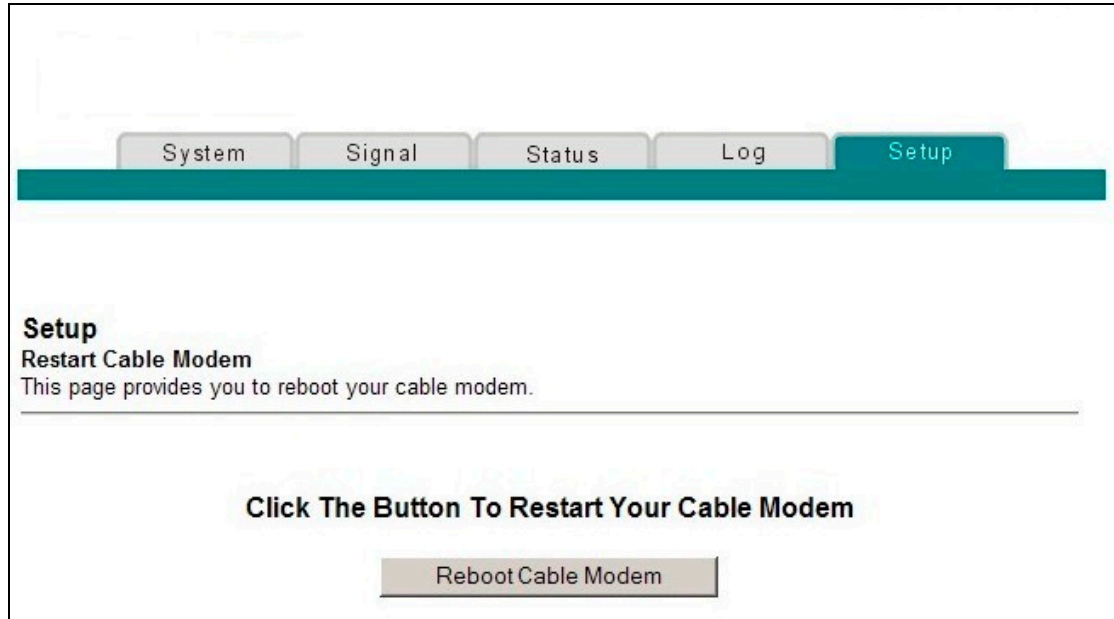 System Signal Status Log Setup
Setup
Restart Cable Modem
This page provides you to reboot your cable modem.
Click The Button To Restart Your Cable Modem
Reboot Cable Modem